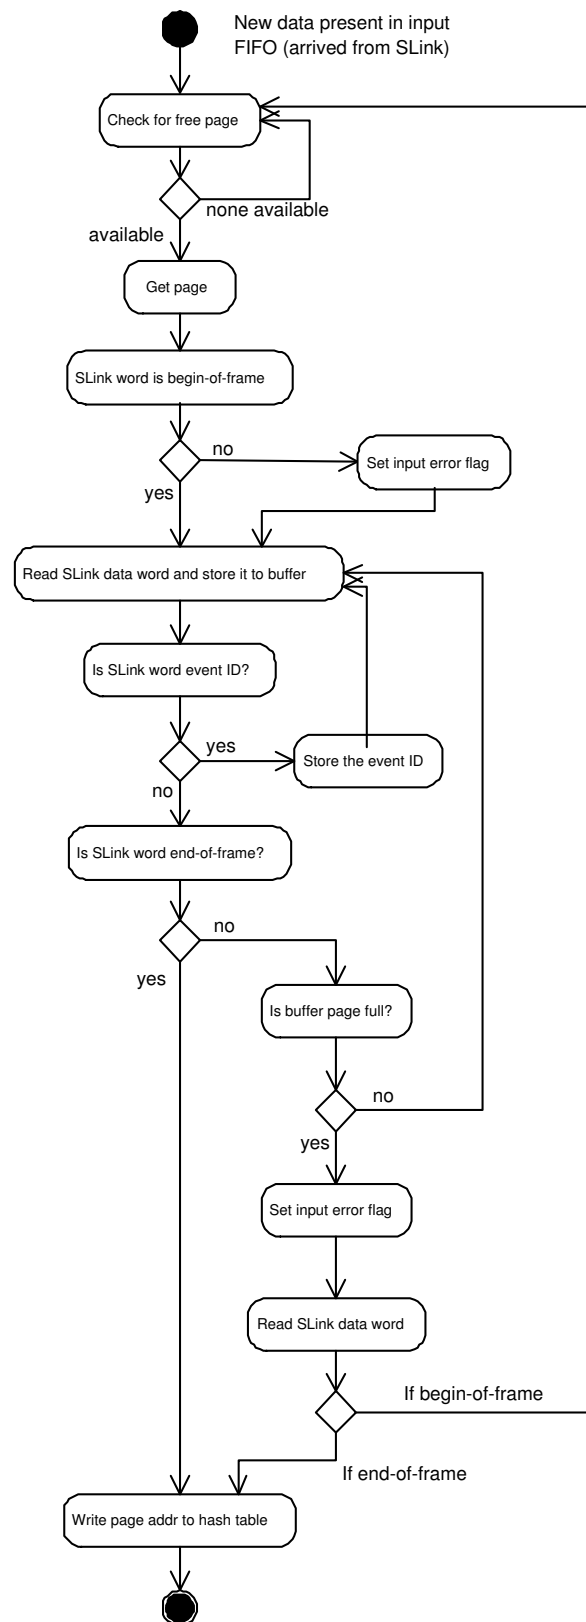 New data present in input
FIFO (arrived from SLink)
Check for free page
none available
available
Get page
SLink word is begin-of-frame
no
Set input error flag
yes
Read SLink data word and store it to buffer
Is SLink word event ID?
yes
Store the event ID
no
Is SLink word end-of-frame?
no
yes
Is buffer page full?
no
yes
Set input error flag
Read SLink data word
If begin-of-frame
If end-of-frame
Write page addr to hash table